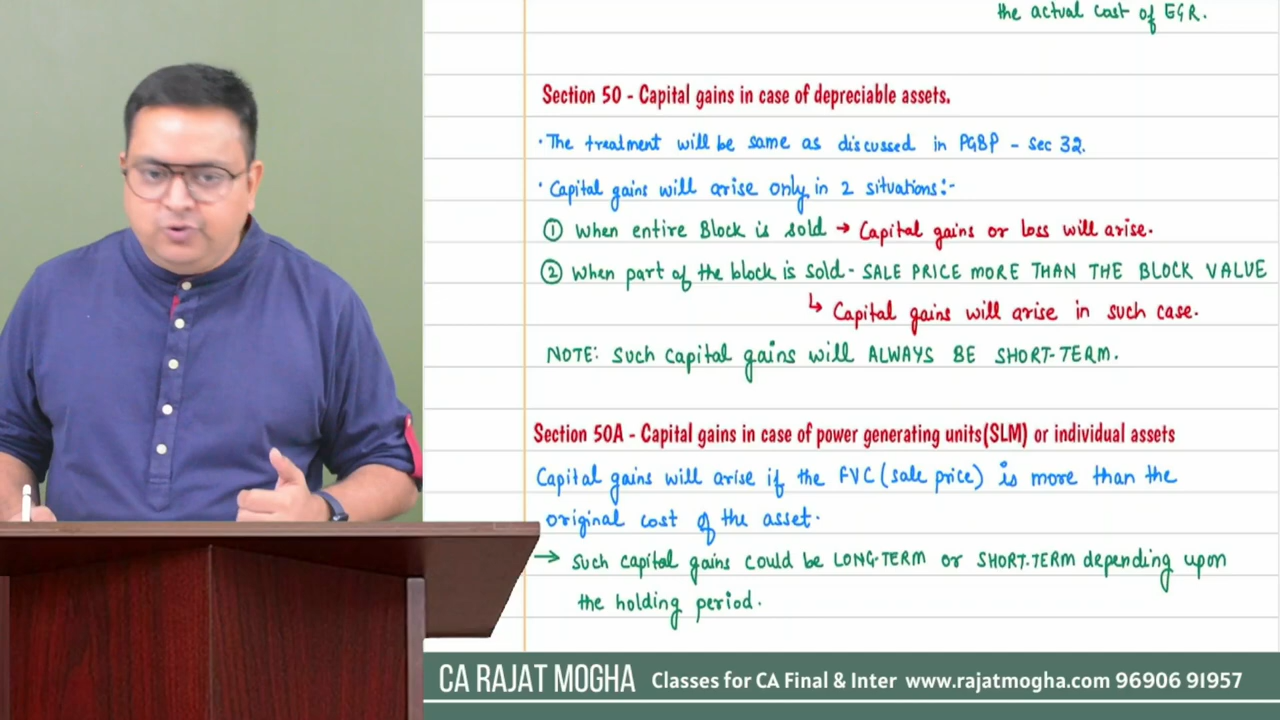 the actual cost of EGR.
Section 50 - Capital gains in case of depreciable assets.
• The treatment will be same as discussed in PGBP - sec 32.
• Capital gains will arise only in 2 situations:-
① When entire Block is sold → Capital gains or loss will arise.
② When part of the block is sold - SALE PRICE MORE THAN THE BLOCK VALUE
↳ Capital gains will arise in such case.
NOTE: Such capital gains will ALWAYS BE SHORT-TERM.
Section 50A - Capital gains in case of power generating units(SLM) or individual assets
Capital gains will arise if the FVC (sale price) is more than the
original cost of the asset.
→ Such capital gains could be LONG-TERM or SHORT-TERM depending upon
the holding period.
CA RAJAT MOGHA Classes for CA Final & Inter www.rajatmogha.com 96906 91957